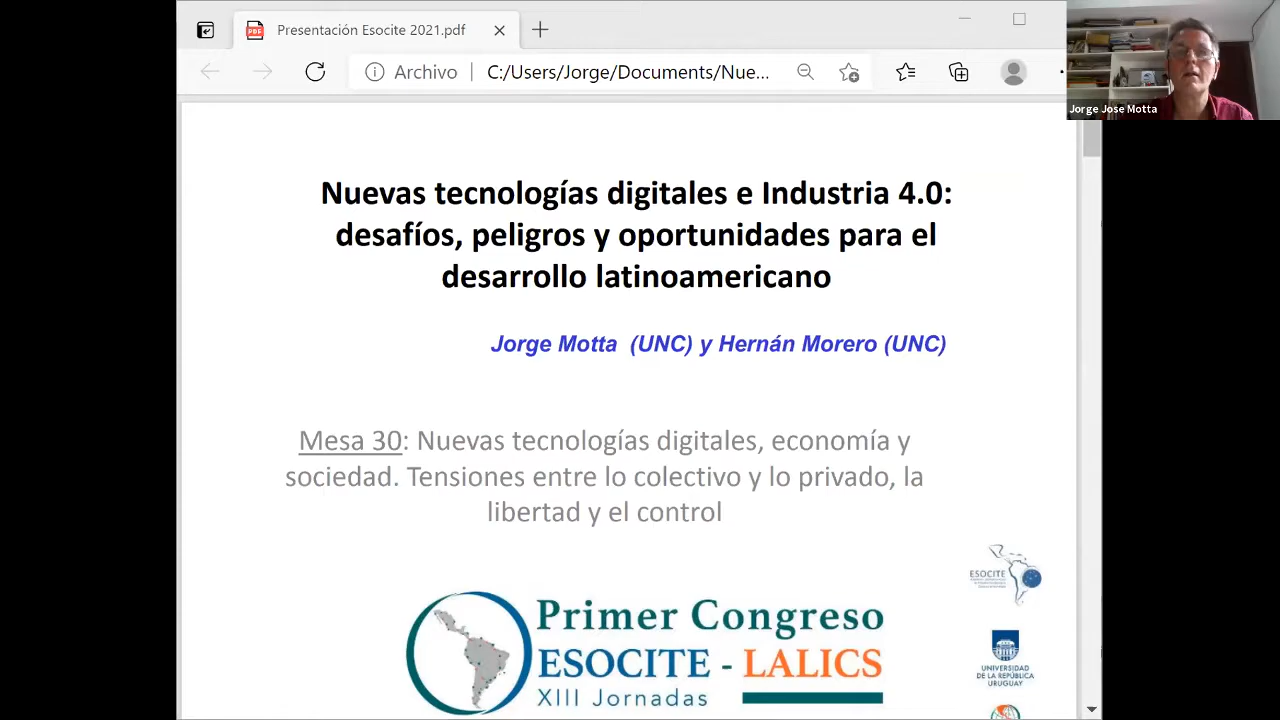 Presentación Esocite 2021.pdf
PDF
Archivo
C:/Users/Jorge/Documents/Nue...
Jorge Jose Motta
Nuevas tecnologías digitales e Industria 4.0:
desafíos, peligros y oportunidades para el
desarrollo latinoamericano
Jorge Motta (UNC) y Hernán Morero (UNC)
Mesa 30: Nuevas tecnologías digitales, economía y
sociedad. Tensiones entre lo colectivo y lo privado, la
libertad y el control
ESOCITE
Primer Congreso
ESOCITE - LALICS
XIII Jornadas
UNIVERSIDAD
DE LA REPÚBLICA
URUGUAY